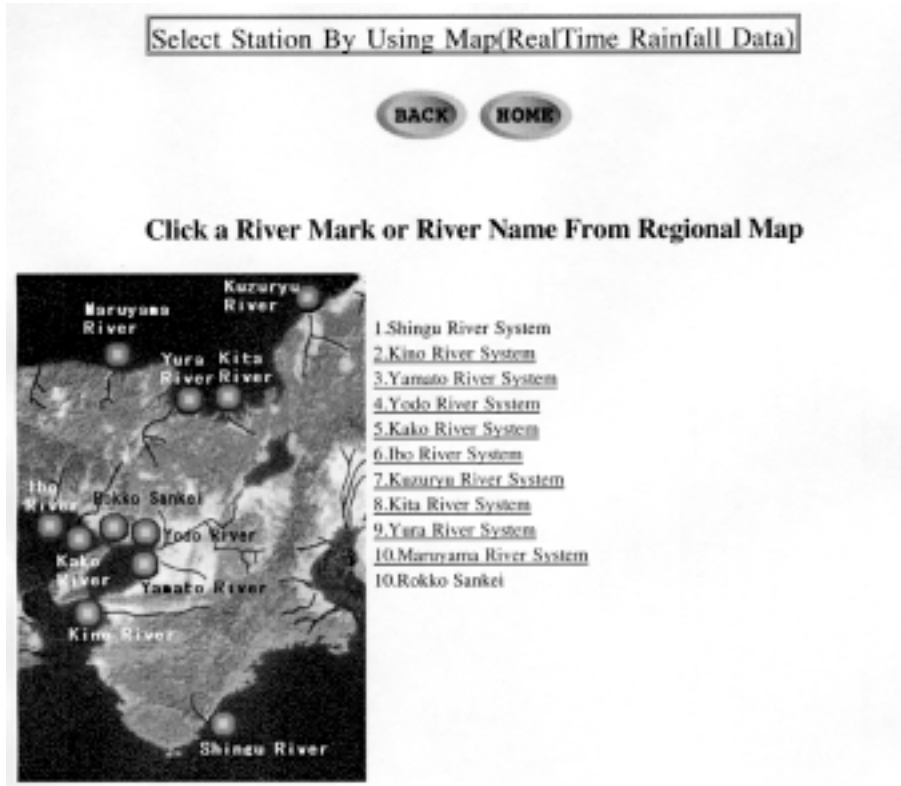 Select Station By Using Map(RealTime Rainfall Data)
BACK HOME
Click a River Mark or River Name From Regional Map
Kuzuryu
River
Maruyama
River
Yura Kita
River River
Ibo
River
Rokko Sankei
Yodo River
Kako
River
Yamato River
Kino River
Shingu River
1.Shingu River System
2.Kino River System
3.Yamato River System
4.Yodo River System
5.Kako River System
6.Ibo River System
7.Kuzuryu River System
8.Kita River System
9.Yura River System
10.Maruyama River System
10.Rokko Sankei